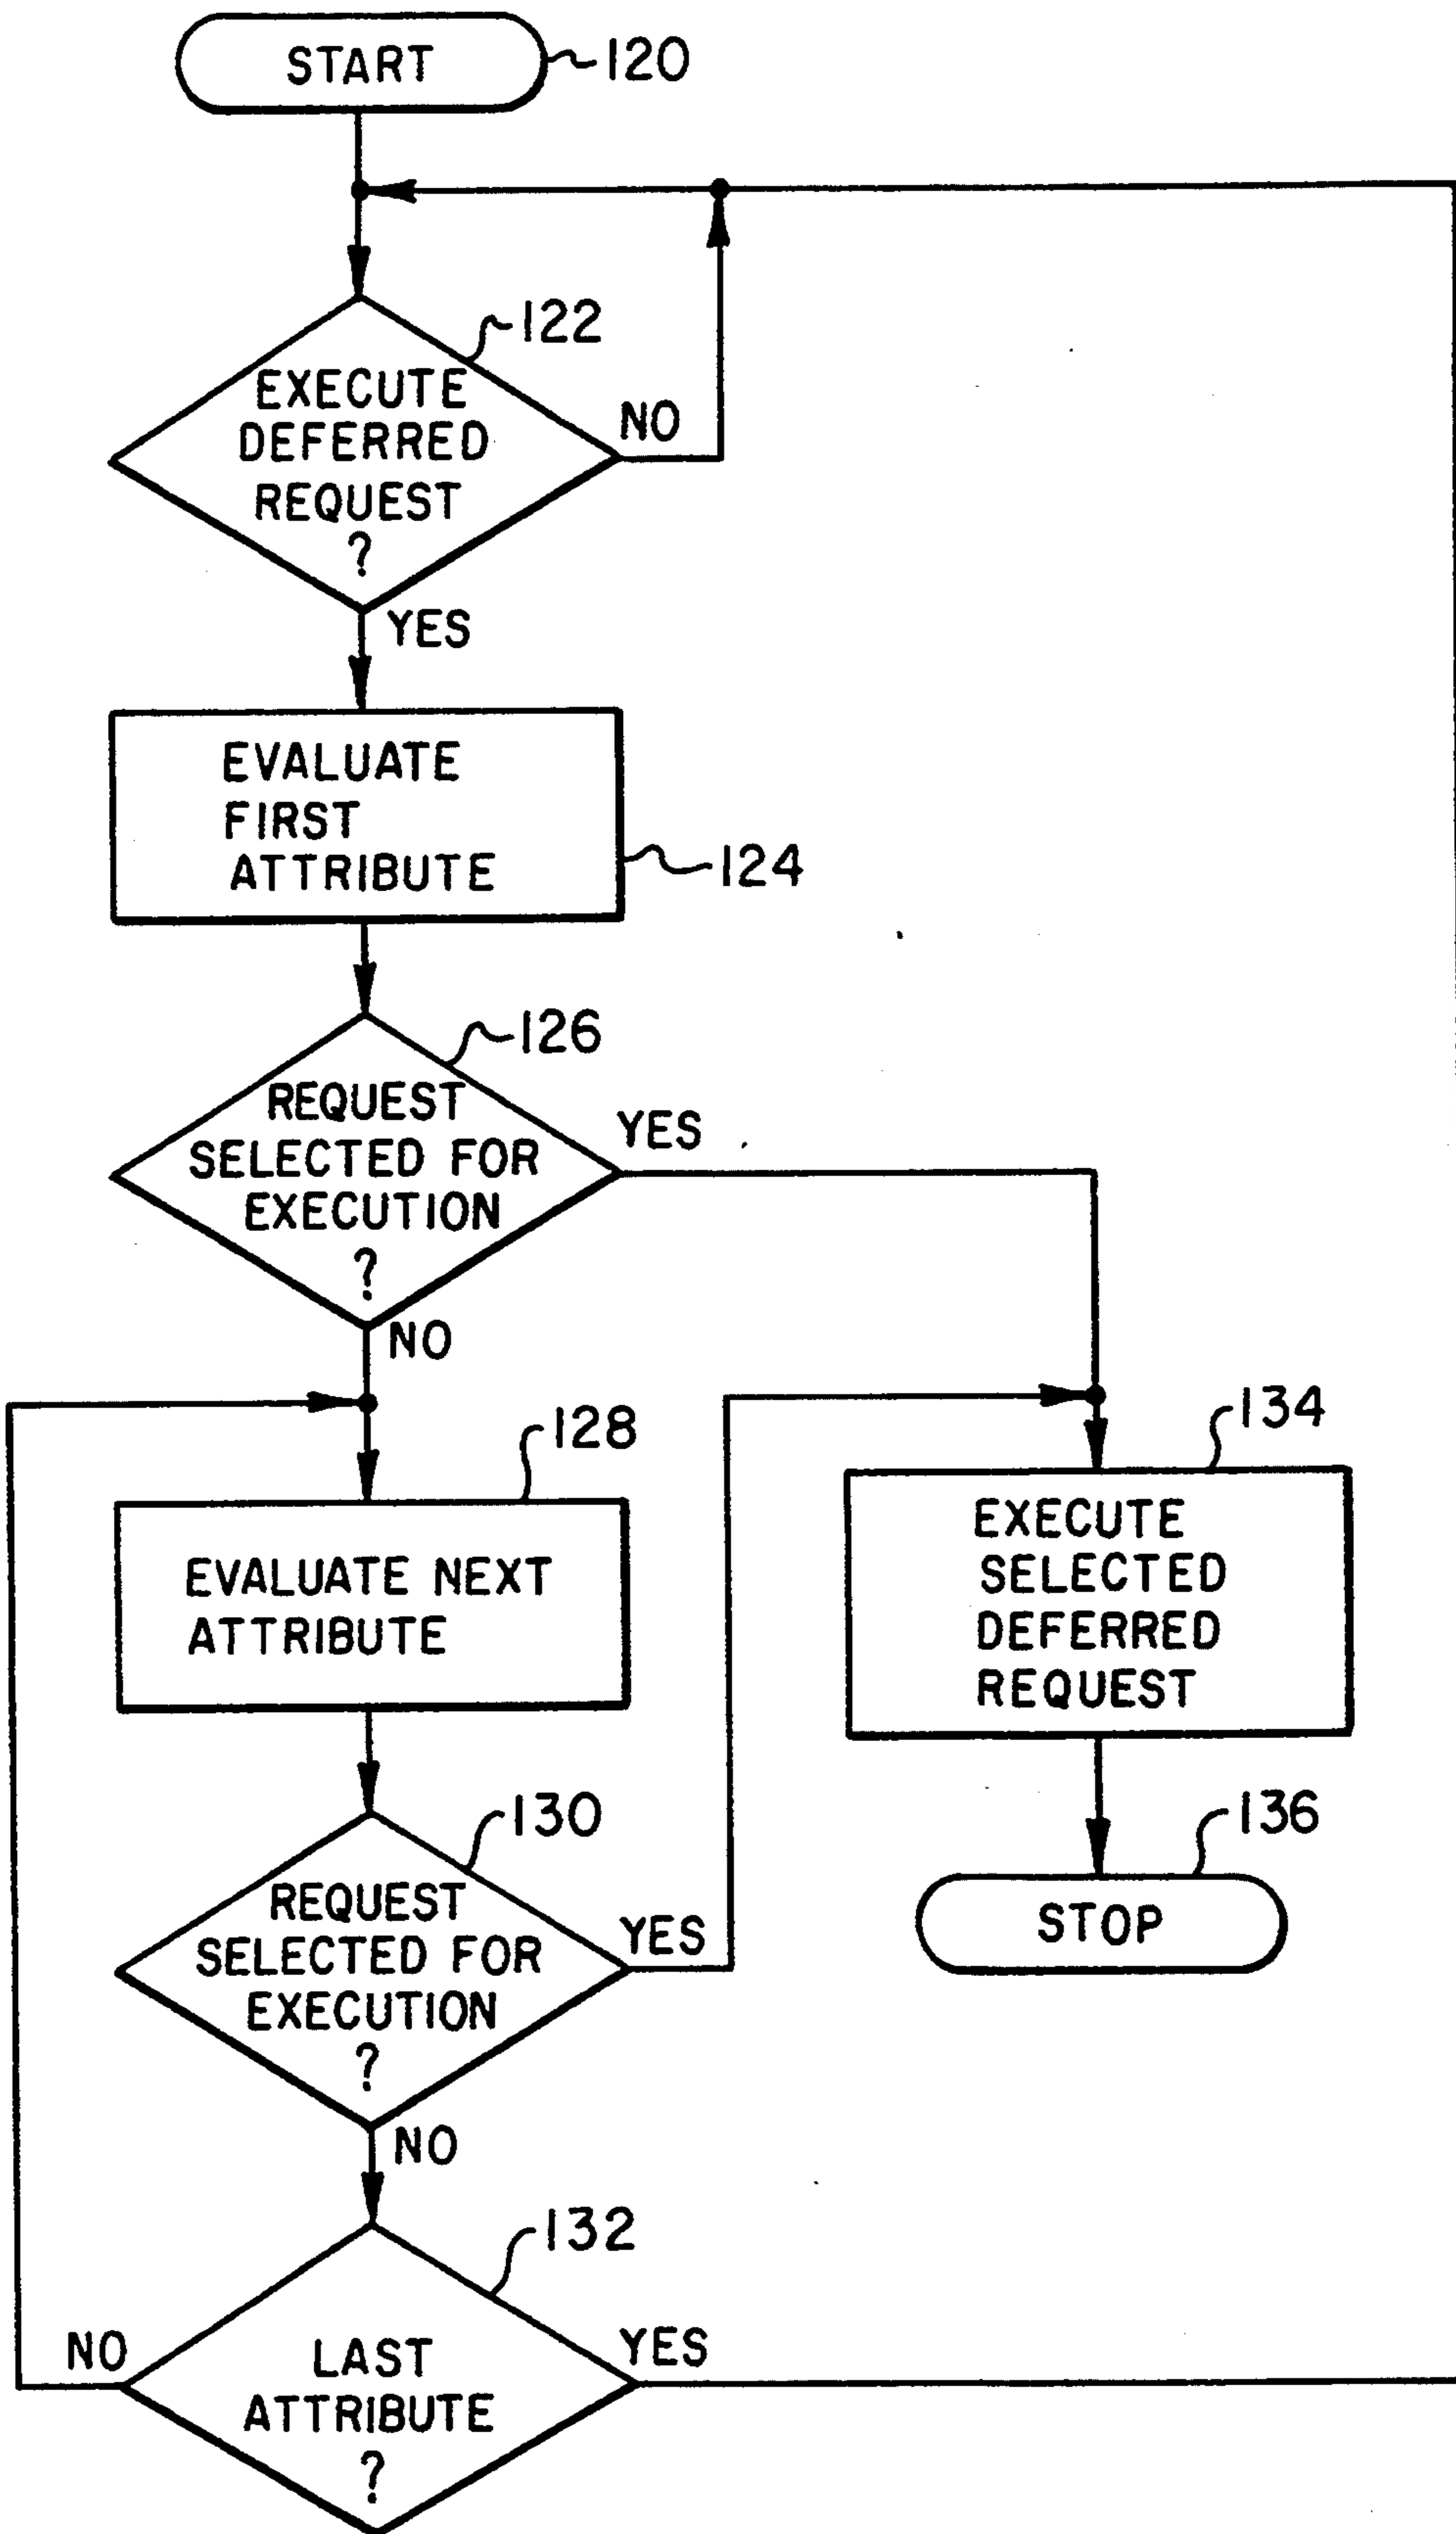 START
120
122
EXECUTE
DEFERRED
REQUEST
?
NO
YES
EVALUATE
FIRST
ATTRIBUTE
124
126
REQUEST
SELECTED FOR
EXECUTION
?
YES
NO
128
EVALUATE NEXT
ATTRIBUTE
134
EXECUTE
SELECTED
DEFERRED
REQUEST
130
REQUEST
SELECTED FOR
EXECUTION
?
YES
NO
136
STOP
132
LAST
ATTRIBUTE
?
NO
YES